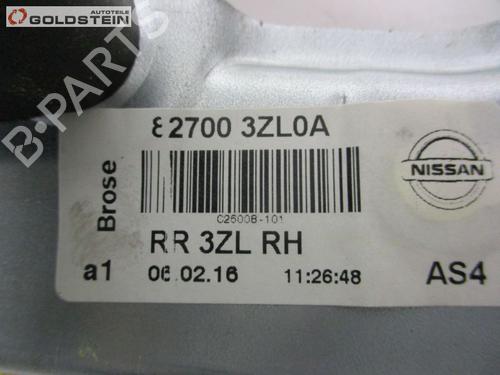 AUTOTEILE
GOLDSTEIN
B-PARTS
82700 3ZL0A
Brose
C25008-101
NISSAN
RR 3ZL RH
a1
06.02.16
11:26:48
AS4